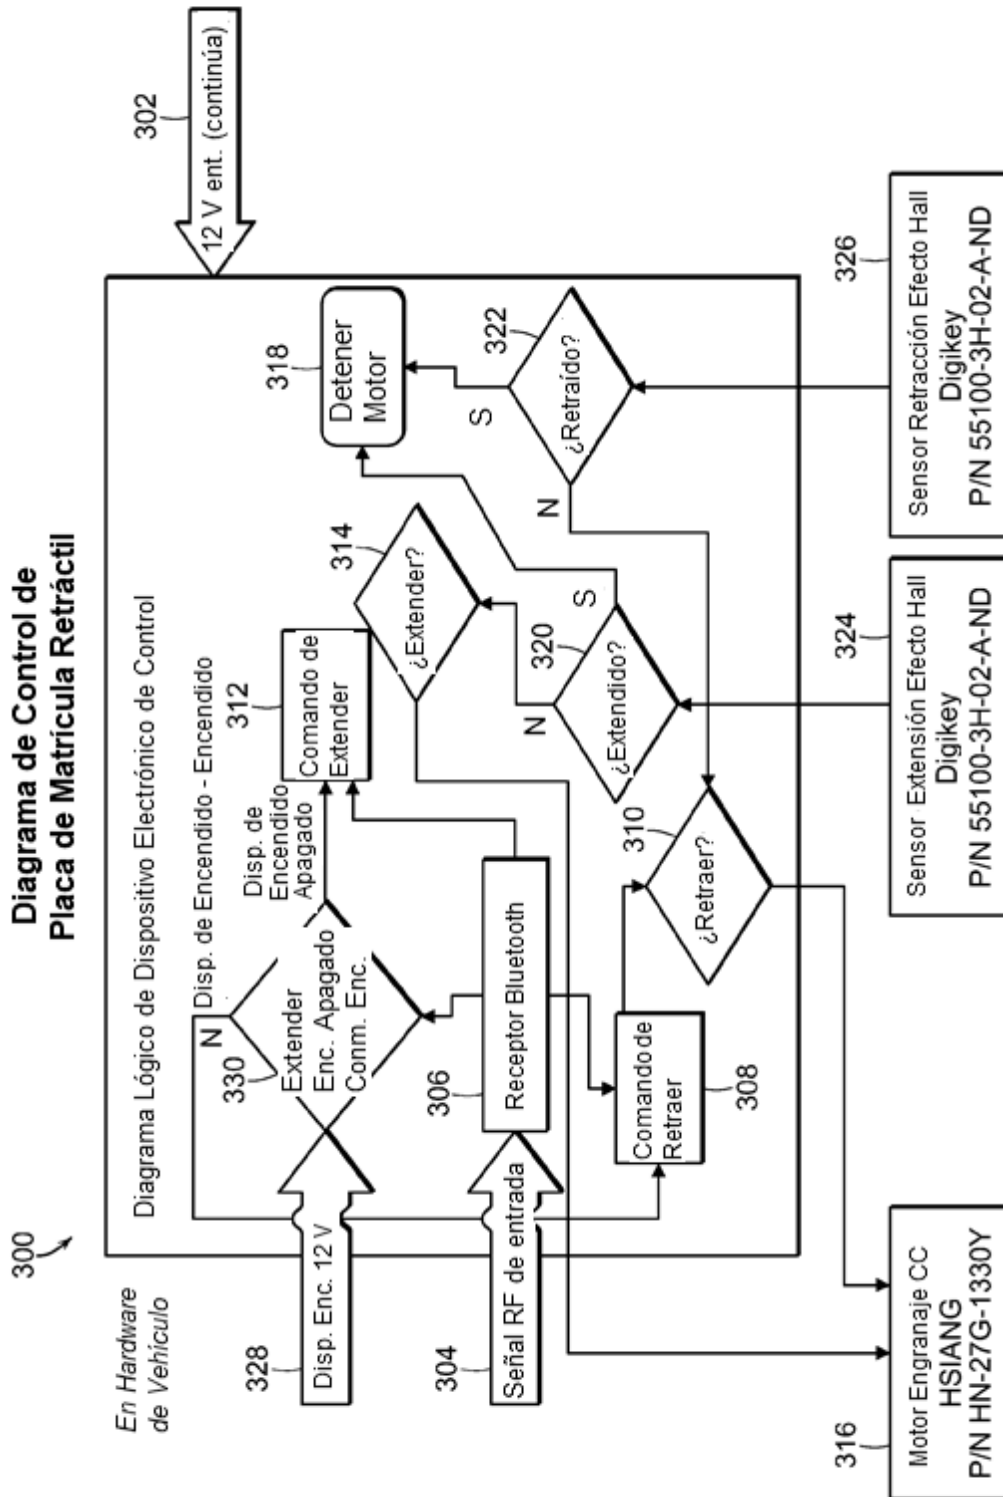 Diagrama de Control de
Placa de Matrícula Retráctil
300
En Hardware
de Vehículo
Diagrama Lógico de Dispositivo Electrónico de Control
302
12 V ent. (continúa)
328
Disp. Enc. 12 V
330
N
Disp. de Encendido - Encendido
Extender
Enc. Apagado
Conm. Enc.
Disp. de
Encendido
Apagado
312
Comando de
Extender
314
¿Extender?
318
Detener
Motor
304
Señal RF de entrada
306
Receptor Bluetooth
308
Comando de
Retraer
310
¿Retraer?
320
¿Extendido?
N
S
322
¿Retraído?
S
N
316
Motor Engranaje CC
HSIANG
P/N HN-27G-1330Y
324
Sensor Extensión Efecto Hall
Digikey
P/N 55100-3H-02-A-ND
326
Sensor Retracción Efecto Hall
Digikey
P/N 55100-3H-02-A-ND